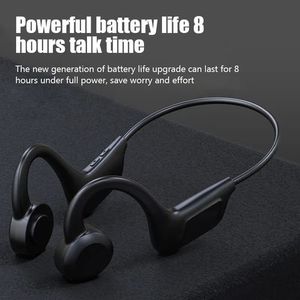 Powerful battery life 8
hours talk time
The new generation of battery life upgrade can last for 8
hours under full power, save worry and effort